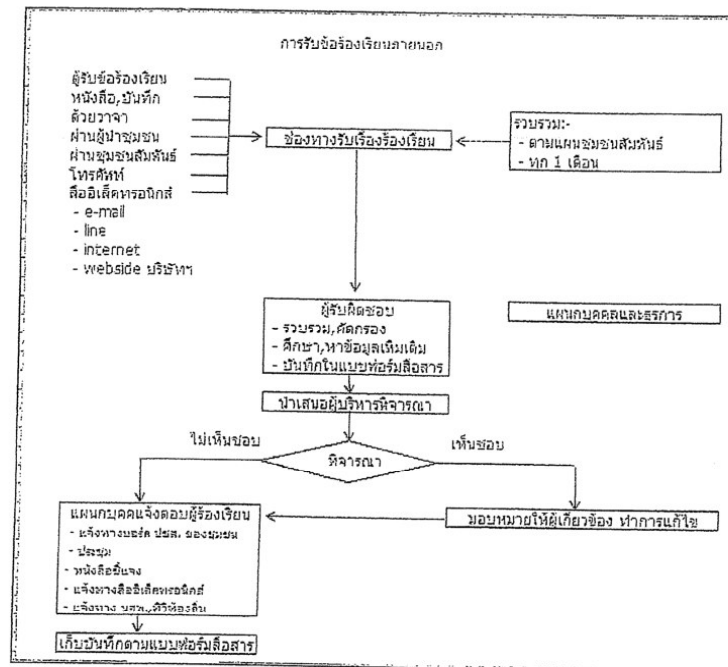 การรับข้อร้องเรียนภายนอก
ตู้รับข้อร้องเรียน
หนังสือ,บันทึก
ด้วยวาจา
ผ่านผู้นำชุมชน
ผ่านชุมชนสัมพันธ์
โทรศัพท์
สื่ออิเล็คทรอนิกส์
- e-mail
- line
- internet
- webside บริษัทฯ
ช่องทางรับเรื่องร้องเรียน
รวบรวม:-
- ตามแผนชุมชนสัมพันธ์
- ทุก 1 เดือน
ผู้รับผิดชอบ
- รวบรวม,คัดกรอง
- ศึกษา,หาข้อมูลเพิ่มเติม
- บันทึกในแบบฟอร์มสื่อสาร
แผนกบุคคลและธุรการ
นำเสนอผู้บริหารพิจารณา
ไม่เห็นชอบ
พิจารณา
เห็นชอบ
แผนกบุคคแจ้งตอบผู้ร้องเรียน
- แจ้งทางบอร์ด ปชส. ของชุมชน
- ประชุม
- หนังสือชี้แจง
- แจ้งทางสื่ออิเล็คทรอนิกส์
- แจ้งทาง นสพ.,ทีวีท้องถิ่น
มอบหมายให้ผู้เกี่ยวข้อง ทำการแก้ไข
เก็บบันทึกตามแบบฟอร์มสื่อสาร